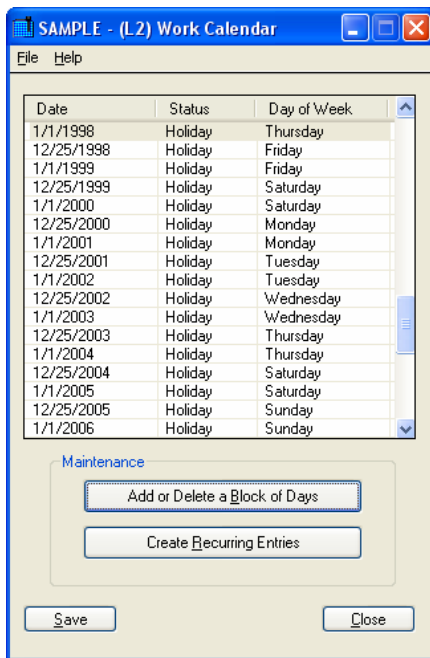 SAMPLE - (L2) Work Calendar
File Help
Date Status Day of Week
1/1/1998 Holiday Thursday
12/25/1998 Holiday Friday
1/1/1999 Holiday Friday
12/25/1999 Holiday Saturday
1/1/2000 Holiday Saturday
12/25/2000 Holiday Monday
1/1/2001 Holiday Monday
12/25/2001 Holiday Tuesday
1/1/2002 Holiday Tuesday
12/25/2002 Holiday Wednesday
1/1/2003 Holiday Wednesday
12/25/2003 Holiday Thursday
1/1/2004 Holiday Thursday
12/25/2004 Holiday Saturday
1/1/2005 Holiday Saturday
12/25/2005 Holiday Sunday
1/1/2006 Holiday Sunday
Maintenance
Add or Delete a Block of Days
Create Recurring Entries
Save Close